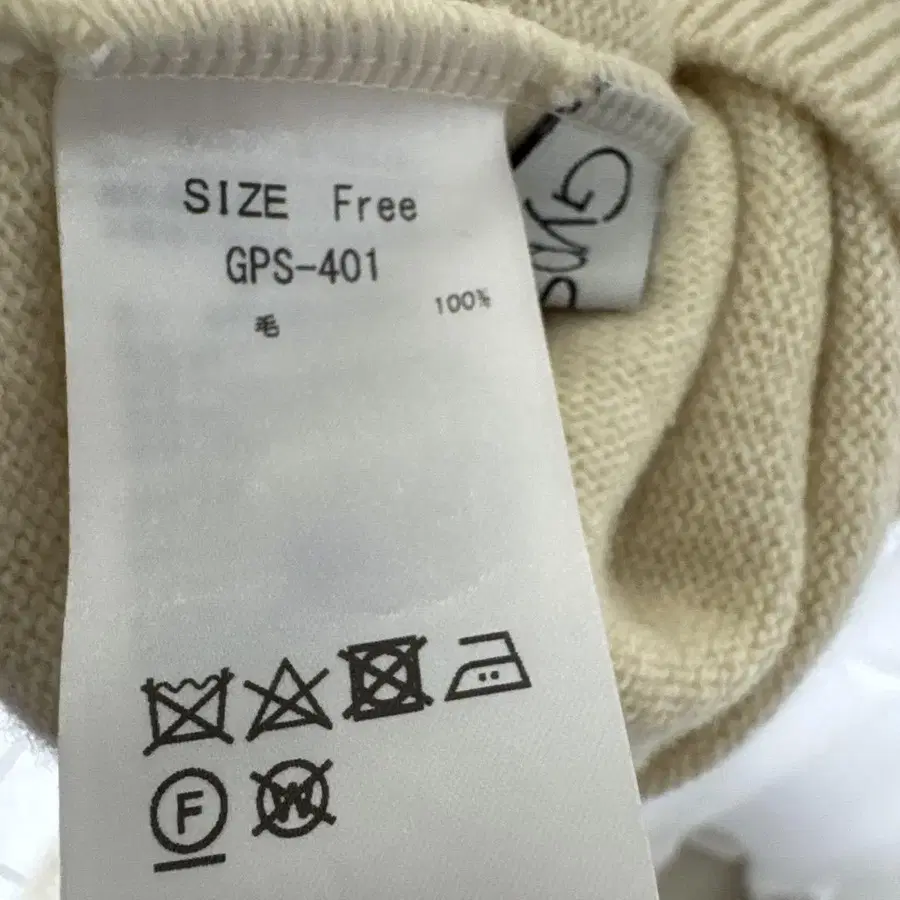 SIZE Free
GPS-401
毛 100%
F
W